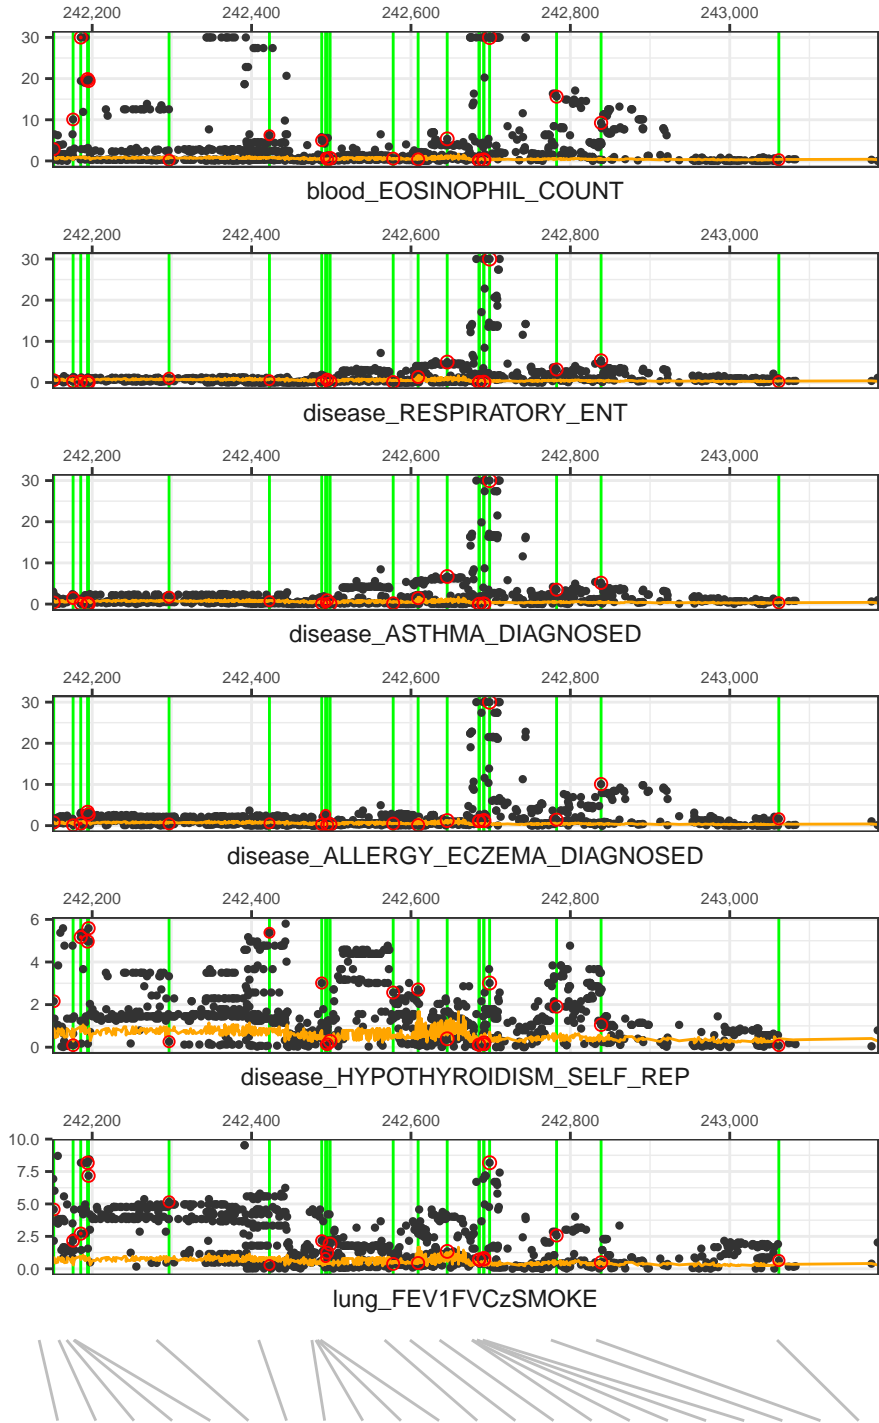 242,200 242,400 242,600 242,800 243,000
30
20
10
0
blood_EOSINOPHIL_COUNT
242,200 242,400 242,600 242,800 243,000
30
20
10
0
disease_RESPIRATORY_ENT
242,200 242,400 242,600 242,800 243,000
30
20
10
0
disease_ASTHMA_DIAGNOSED
242,200 242,400 242,600 242,800 243,000
30
20
10
0
disease_ALLERGY_ECZEMA_DIAGNOSED
242,200 242,400 242,600 242,800 243,000
6
4
2
0
disease_HYPOTHYROIDISM_SELF_REP
242,200 242,400 242,600 242,800 243,000
10.0
7.5
5.0
2.5
0.0
lung_FEV1FVCzSMOKE